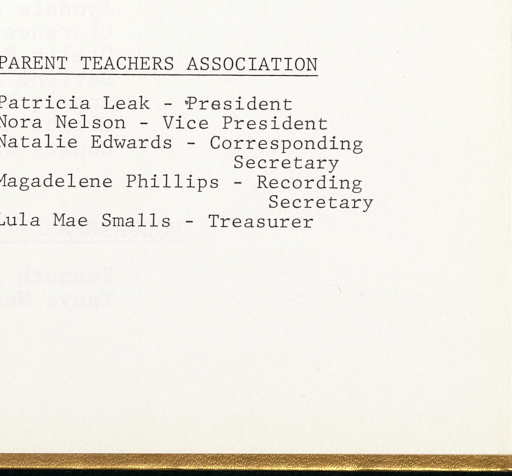 PARENT TEACHERS ASSOCIATION
Patricia Leak - President
Nora Nelson - Vice President
Natalie Edwards - Corresponding
Secretary
Magadelene Phillips - Recording
Secretary
Lula Mae Smalls - Treasurer